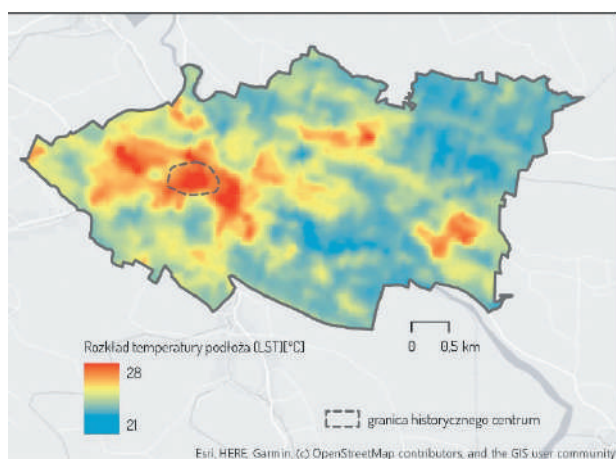 Rozkład temperatury podłoża (LST)[°C]
28
21
0 0,5 km
granica historycznego centrum
Esri, HERE, Garmin, (c) OpenStreetMap contributors, and the GIS user community